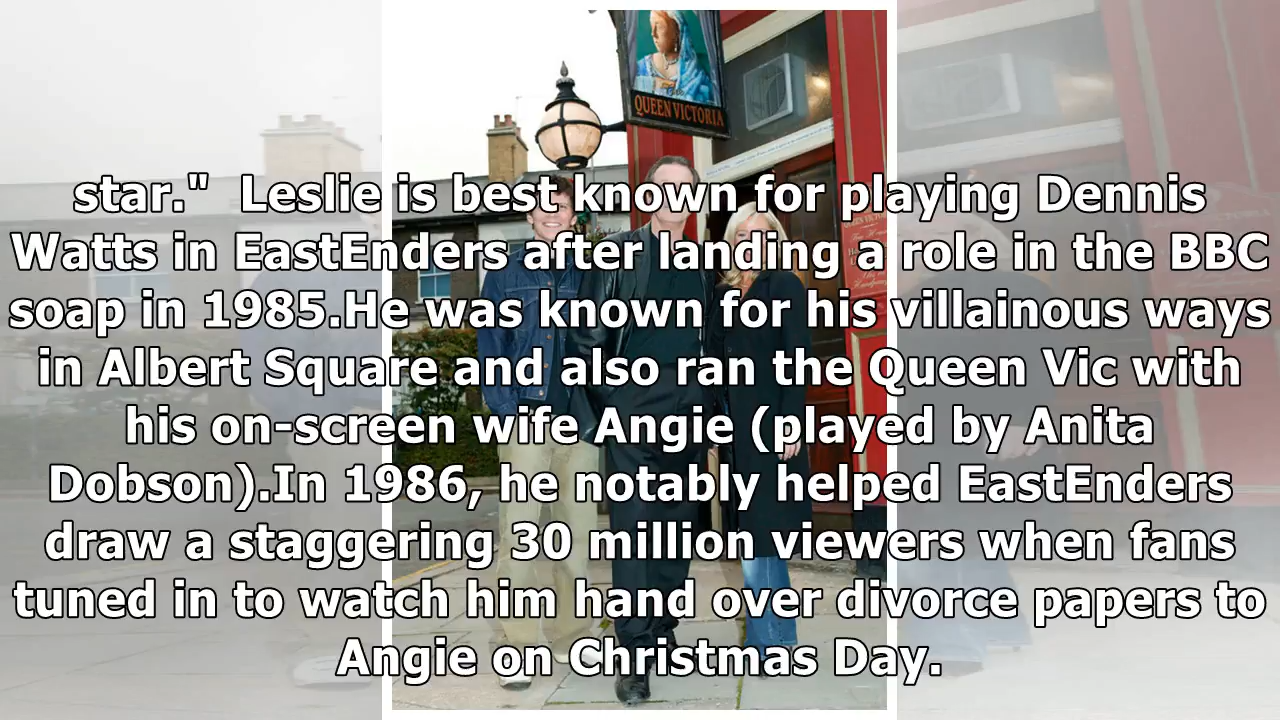 QUEEN VICTORIA
star."  Leslie is best known for playing Dennis
Watts in EastEnders after landing a role in the BBC
soap in 1985.He was known for his villainous ways
in Albert Square and also ran the Queen Vic with
his on-screen wife Angie (played by Anita
Dobson).In 1986, he notably helped EastEnders
draw a staggering 30 million viewers when fans
tuned in to watch him hand over divorce papers to
Angie on Christmas Day.